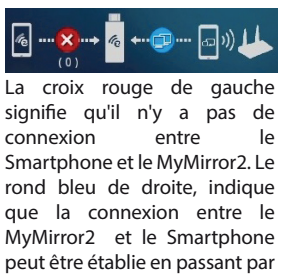 (0)
La croix rouge de gauche
signifie qu'il n'y a pas de
connexion entre le
Smartphone et le MyMirror2. Le
rond bleu de droite, indique
que la connexion entre le
MyMirror2 et le Smartphone
peut être établie en passant par